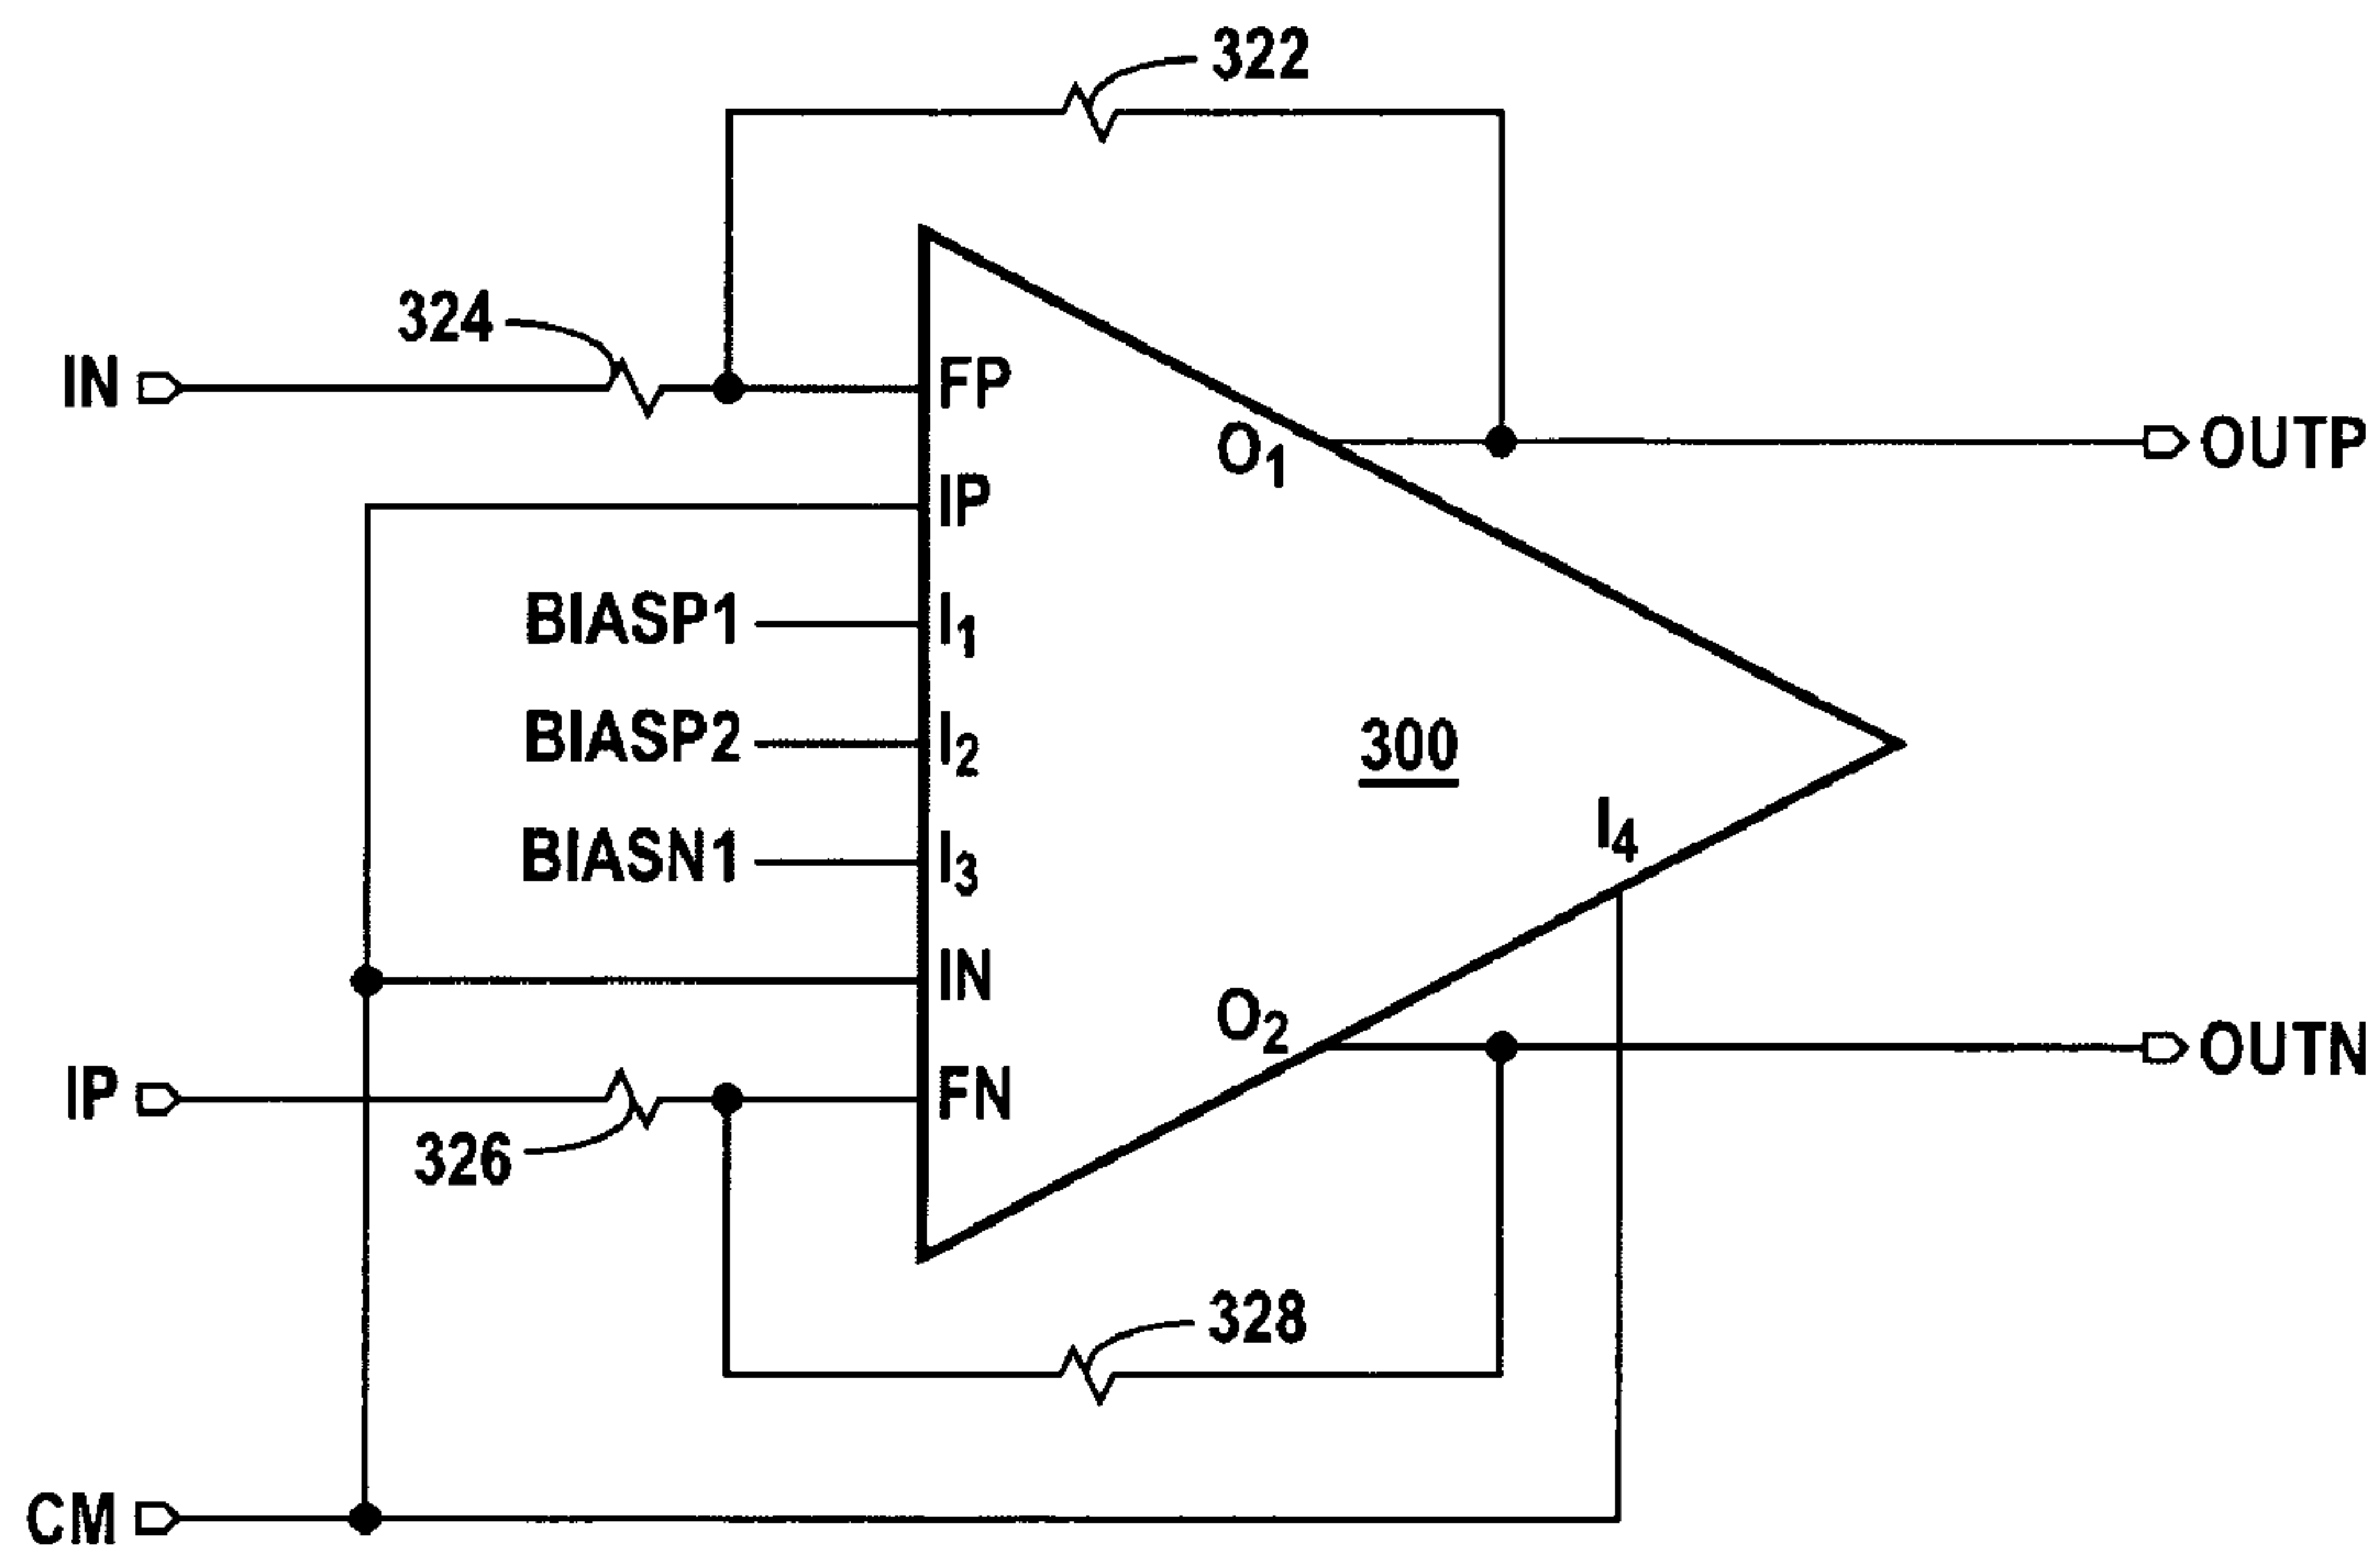 322
324
IN
FP
O1
OUTP
IP
BIASP1
I1
BIASP2
I2
300
BIASN1
I3
I4
IN
O2
OUTN
IP
FN
326
328
CM